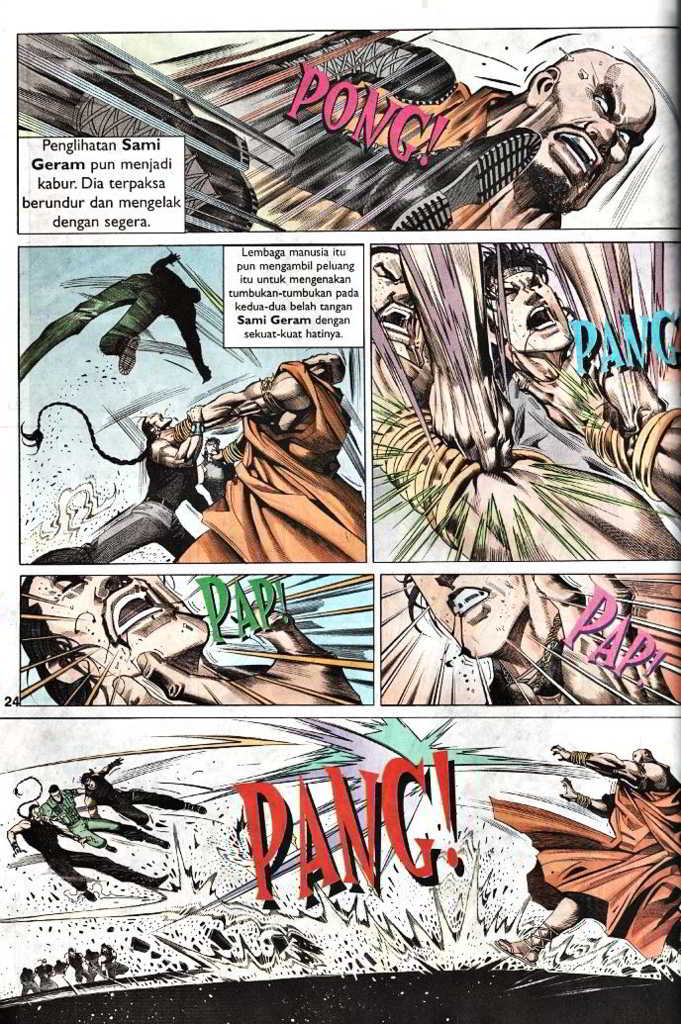 PONG!
Penglihatan Sami
Geram pun menjadi
kabur. Dia terpaksa
berundur dan mengelak
dengan segera.
Lembaga manusia itu
pun mengambil peluang
itu untuk mengenakan
tumbukan-tumbukan pada
kedua-dua belah tangan
Sami Geram dengan
sekuat-kuat hatinya.
PANG
PAP!
PAP!
24
PANG!